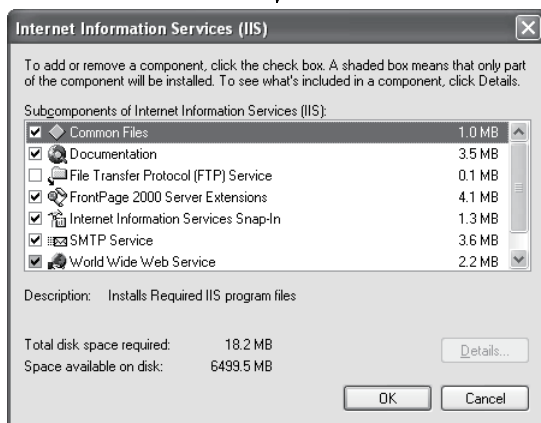 Internet Information Services (IIS)
To add or remove a component, click the check box. A shaded box means that only part
of the component will be installed. To see what's included in a component, click Details.
Subcomponents of Internet Information Services (IIS):
Common Files 1.0 MB
Documentation 3.5 MB
File Transfer Protocol (FTP) Service 0.1 MB
FrontPage 2000 Server Extensions 4.1 MB
Internet Information Services Snap-In 1.3 MB
SMTP Service 3.6 MB
World Wide Web Service 2.2 MB
Description: Installs Required IIS program files
Total disk space required: 18.2 MB
Space available on disk: 6499.5 MB
Details...
OK Cancel